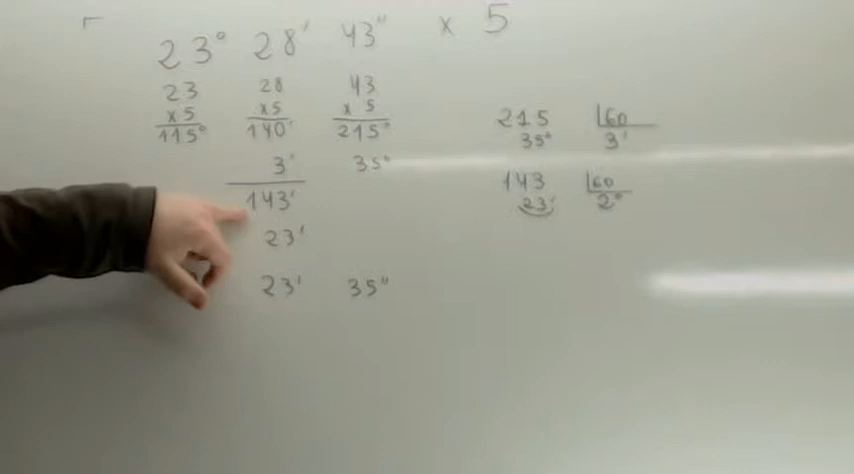 23° 28' 43" x 5
23 28 43
x5 x5 x 5
115° 140' 215" 215 60
3' 35" 35" 3'
143' 143 60
23' 23' 2°
23' 35"